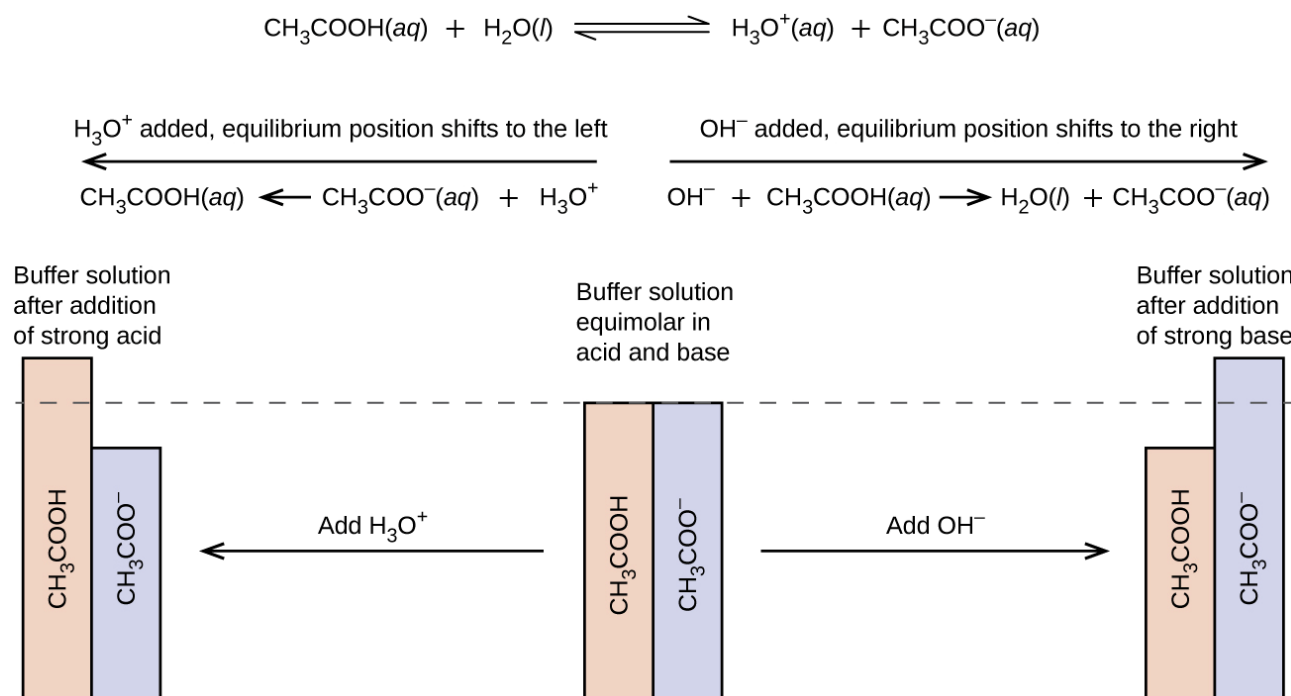 CH₃COOH(aq) + H₂O(l) ⇌ H₃O⁺(aq) + CH₃COO⁻(aq)
H₃O⁺ added, equilibrium position shifts to the left
OH⁻ added, equilibrium position shifts to the right
CH₃COOH(aq) ← CH₃COO⁻(aq) + H₃O⁺
OH⁻ + CH₃COOH(aq) → H₂O(l) + CH₃COO⁻(aq)
Buffer solution
after addition
of strong acid
Buffer solution
equimolar in
acid and base
Buffer solution
after addition
of strong base
CH₃COOH
CH₃COO⁻
Add H₃O⁺
CH₃COOH
CH₃COO⁻
Add OH⁻
CH₃COOH
CH₃COO⁻